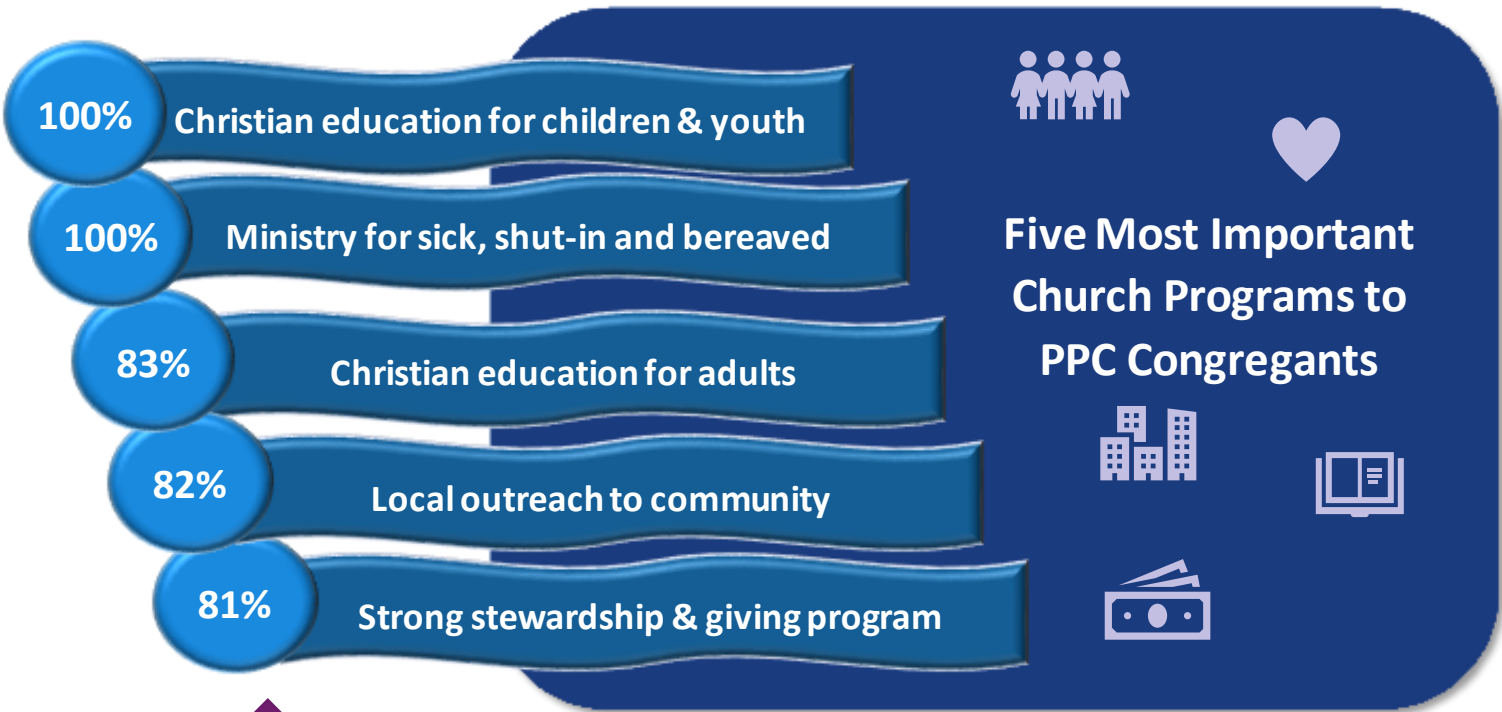 100%
Christian education for children & youth
100%
Ministry for sick, shut-in and bereaved
83%
Christian education for adults
82%
Local outreach to community
81%
Strong stewardship & giving program
Five Most Important
Church Programs to
PPC Congregants